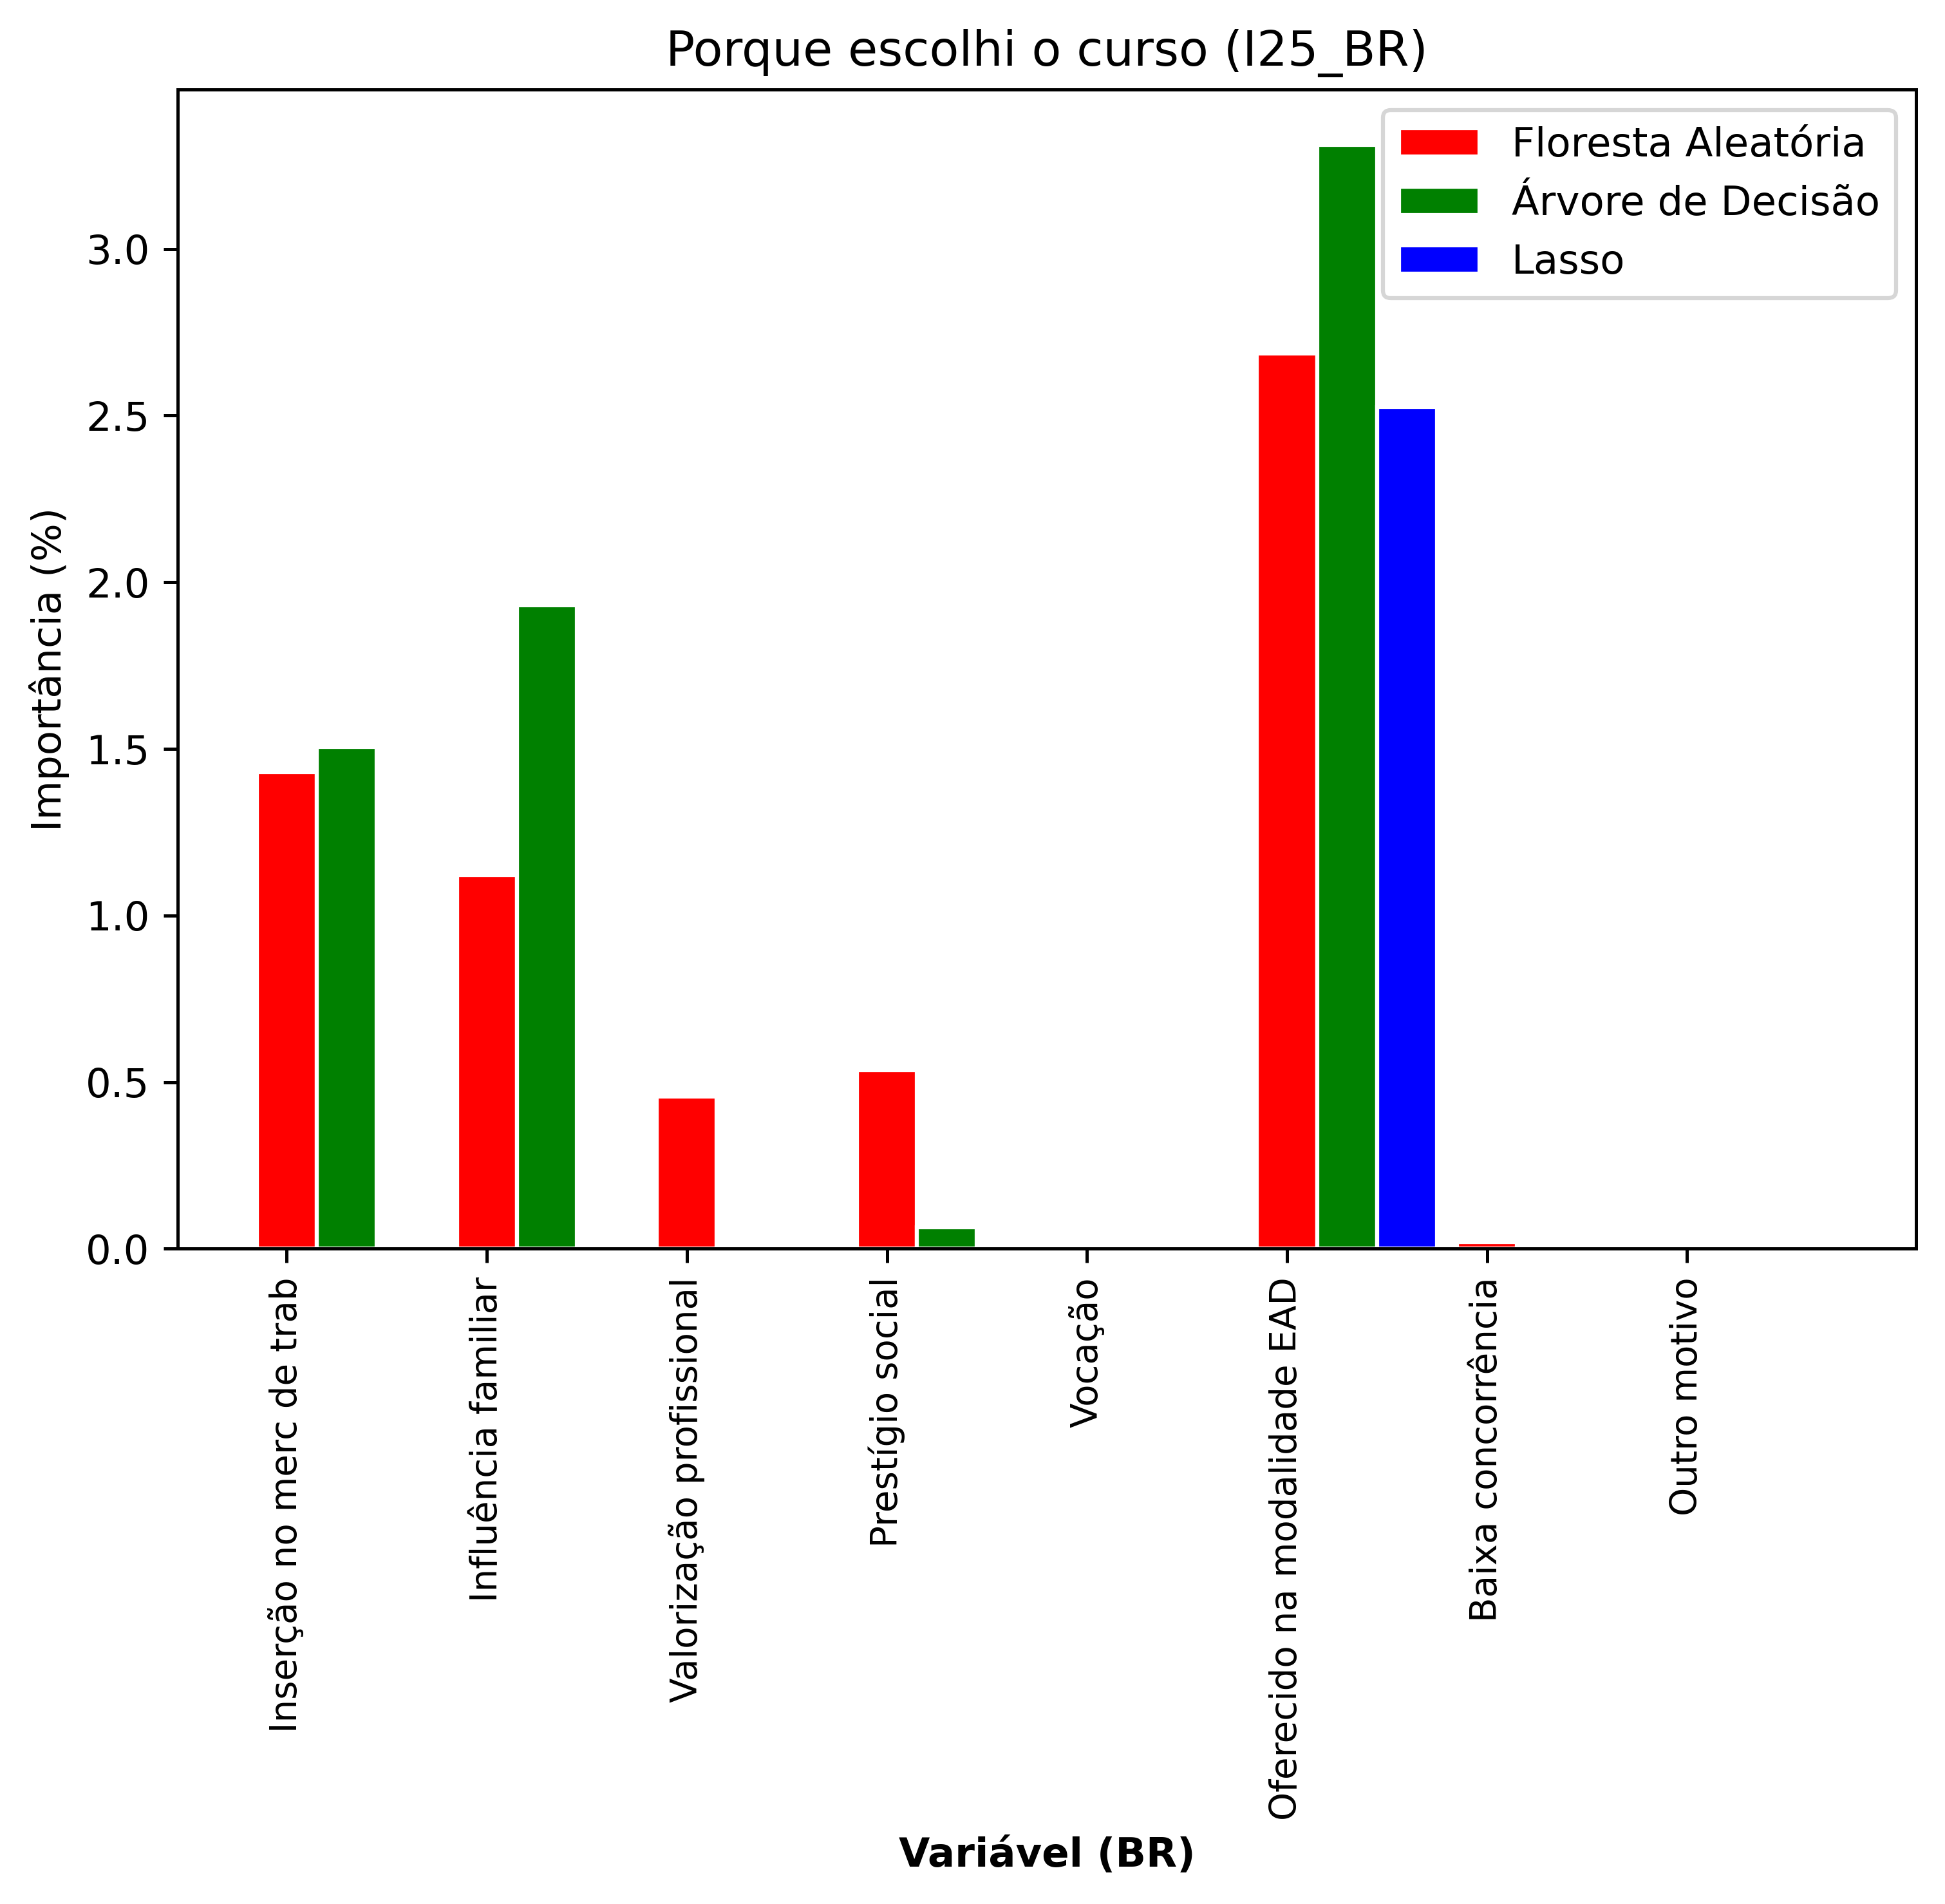 Porque escolhi o curso (I25_BR)
Floresta Aleatória
Árvore de Decisão
Lasso
Importância (%)
3.0
2.5
2.0
1.5
1.0
0.5
0.0
Inserção no merc de trab
Influência familiar
Valorização profissional
Prestígio social
Vocação
Oferecido na modalidade EAD
Baixa concorrência
Outro motivo
Variável (BR)